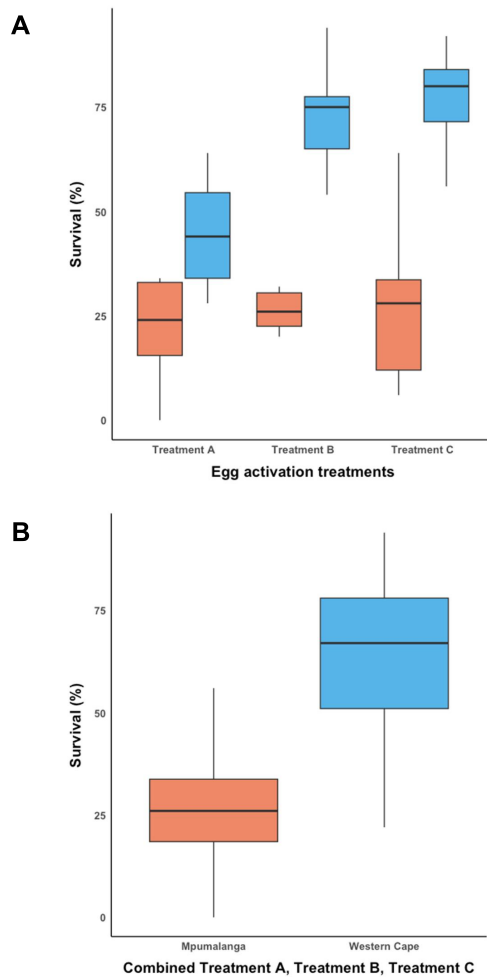 A
Survival (%)
75
50
25
0
Treatment A Treatment B Treatment C
Egg activation treatments
B
Survival (%)
75
50
25
0
Mpumalanga Western Cape
Combined Treatment A, Treatment B, Treatment C